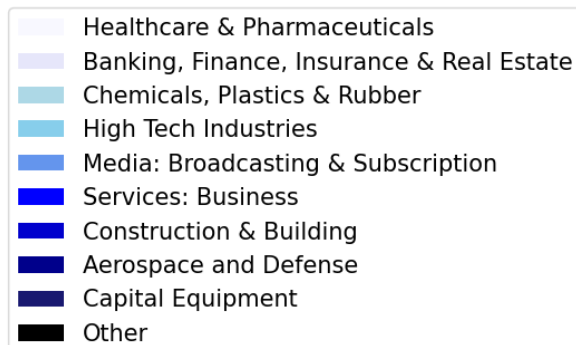 Healthcare & Pharmaceuticals
Banking, Finance, Insurance & Real Estate
Chemicals, Plastics & Rubber
High Tech Industries
Media: Broadcasting & Subscription
Services: Business
Construction & Building
Aerospace and Defense
Capital Equipment
Other